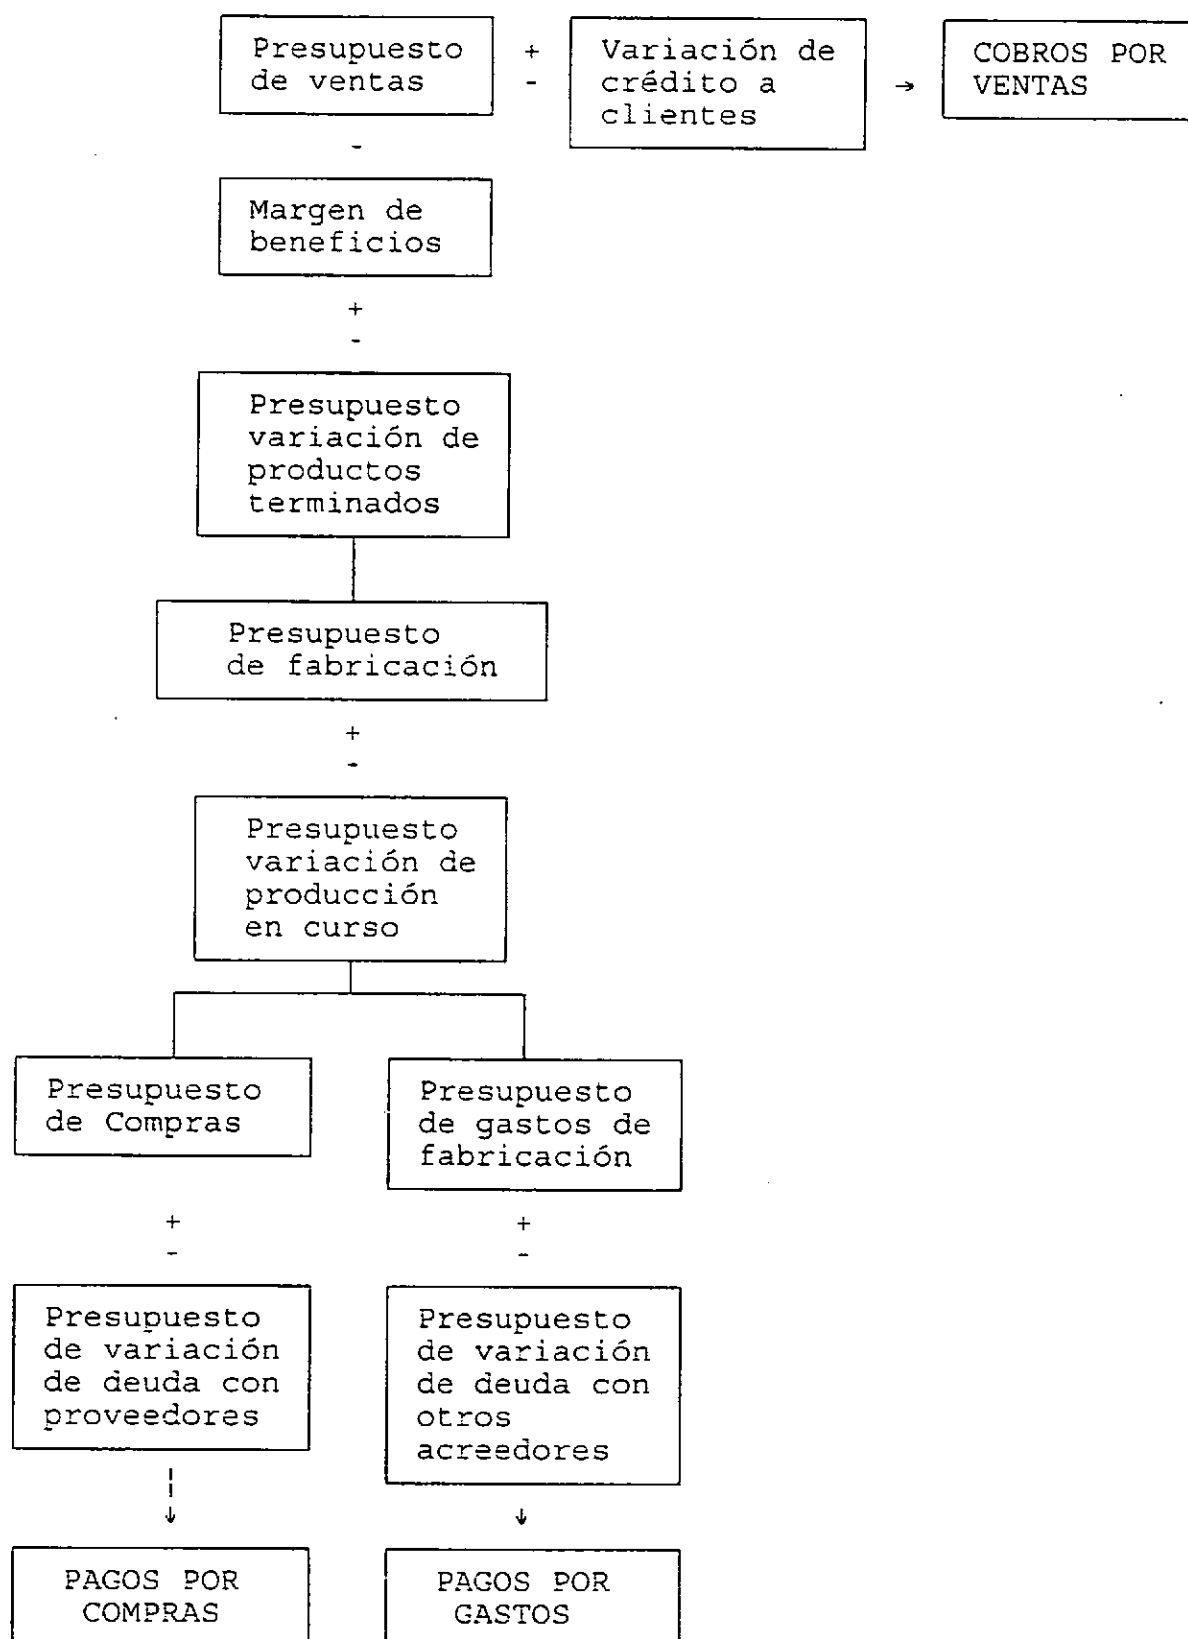 Presupuesto
de ventas
+
-
Variación de
crédito a
clientes
→
COBROS POR
VENTAS
-
Margen de
beneficios
+
-
Presupuesto
variación de
productos
terminados
Presupuesto
de fabricación
+
-
Presupuesto
variación de
producción
en curso
Presupuesto
de Compras
Presupuesto
de gastos de
fabricación
+
-
+
-
Presupuesto
de variación
de deuda con
proveedores
Presupuesto
de variación
de deuda con
otros
acreedores
↓
↓
PAGOS POR
COMPRAS
PAGOS POR
GASTOS